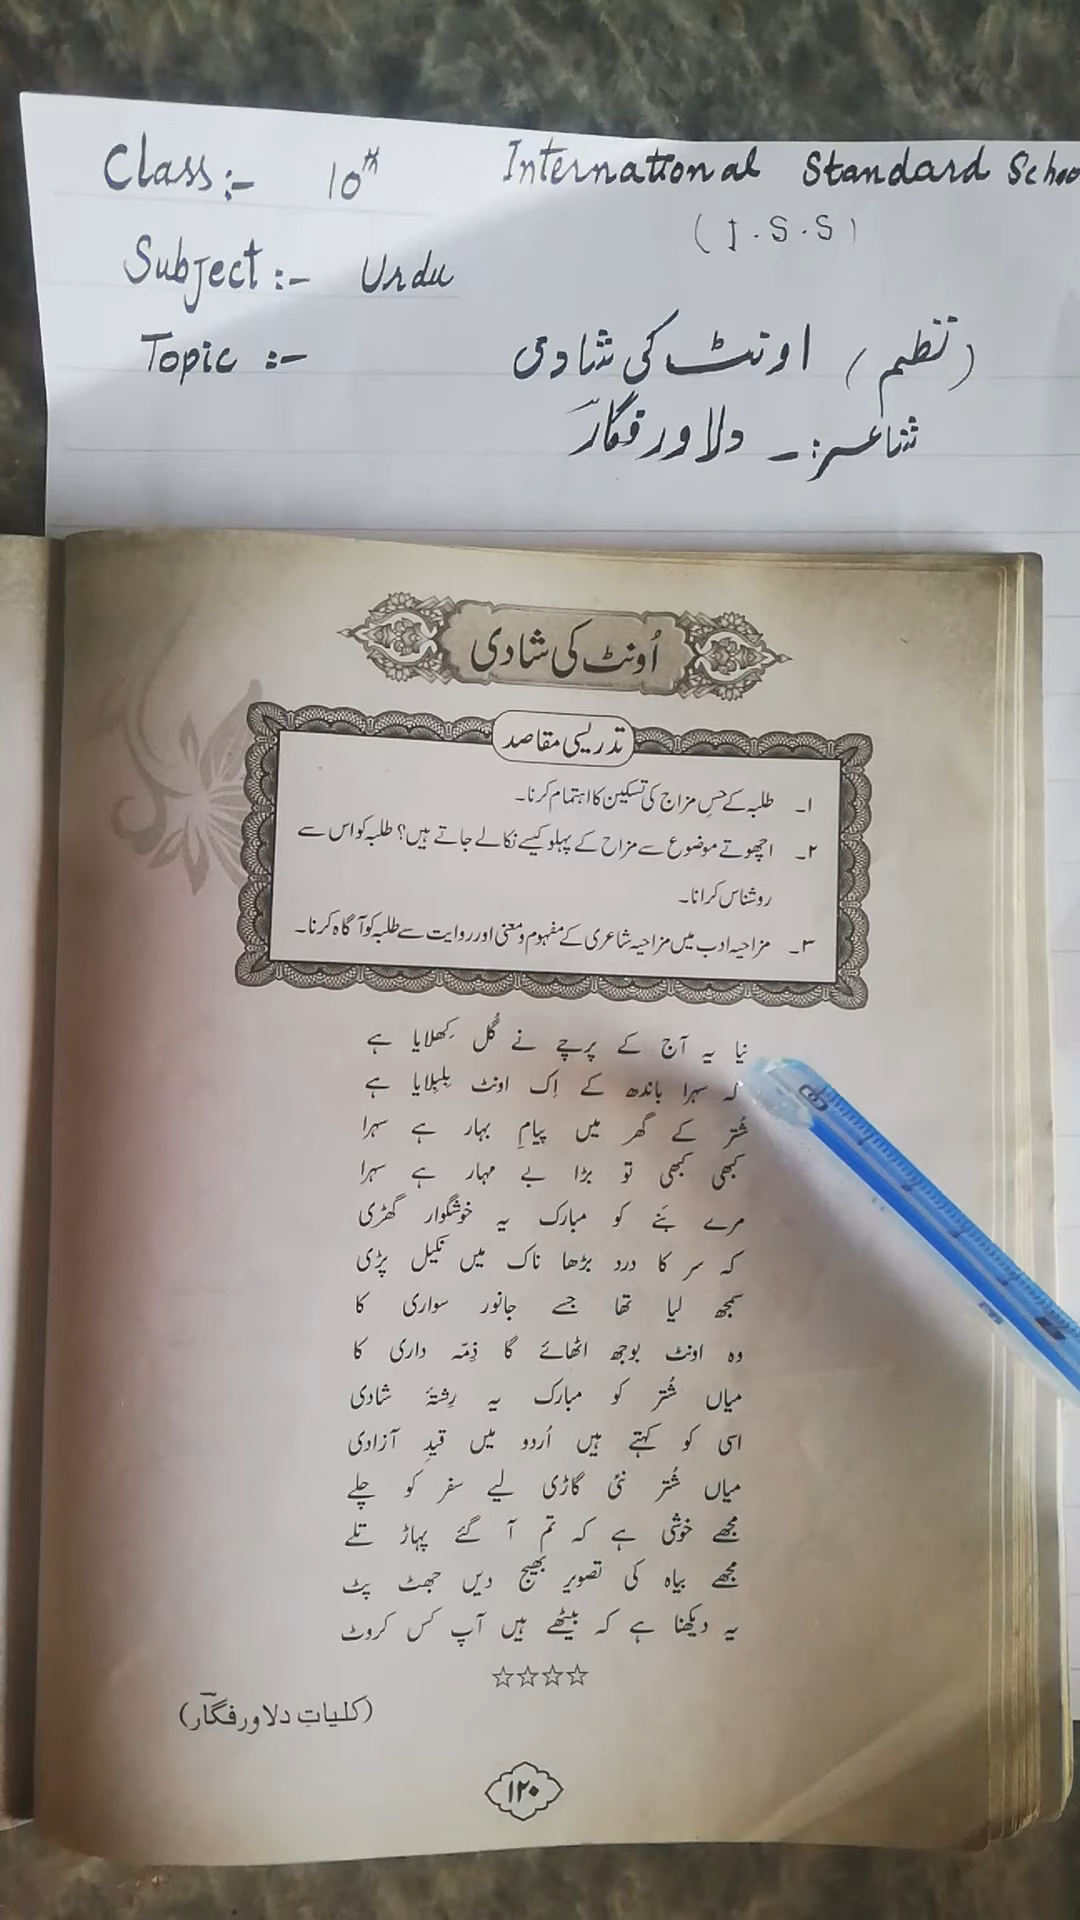 Class:- 10th International Standard Schoo
(I.S.S)
Subject:- Urdu
Topic:- (نظم) اونٹ کی شادی
شاعر:- دلاور فگار
اُونٹ کی شادی
تدریسی مقاصد
۱۔ طلبہ کے حسِ مزاح کی تسکین کا اہتمام کرنا۔
۲۔ اچھوتے موضوع سے مزاح کے پہلو کیسے نکالے جاتے ہیں؟ طلبہ کو اس سے
روشناس کرانا۔
۳۔ مزاحیہ ادب میں مزاحیہ شاعری کے مفہوم و معنی اور روایت سے طلبہ کو آگاہ کرنا۔
نیا یہ آج کے پرچے نے گُل کِھلایا ہے
کہ سہرا باندھ کے اِک اونٹ بِلبِلایا ہے
شُتر کے گھر میں پیامِ بہار ہے سہرا
کبھی کبھی تو بڑا بے مہار ہے سہرا
مرے بَنے کو مبارک یہ خوشگوار گھڑی
کہ سر کا درد بڑھا ناک میں نکیل پڑی
سمجھ لیا تھا جسے جانور سواری کا
وہ اونٹ بوجھ اٹھائے گا ذِمّہ داری کا
میاں شُتر کو مبارک یہ رِشتۂ شادی
اسی کو کہتے ہیں اُردو میں قیدِ آزادی
میاں شُتر نئی گاڑی لیے سفر کو چلے
مجھے خوشی ہے کہ تم آ گئے پہاڑ تلے
مجھے بیاہ کی تصویر بھیج دیں جھٹ پٹ
یہ دیکھنا ہے کہ بیٹھے ہیں آپ کس کروٹ
☆☆☆☆
(کلیاتِ دلاور فگار)
۱۲۰